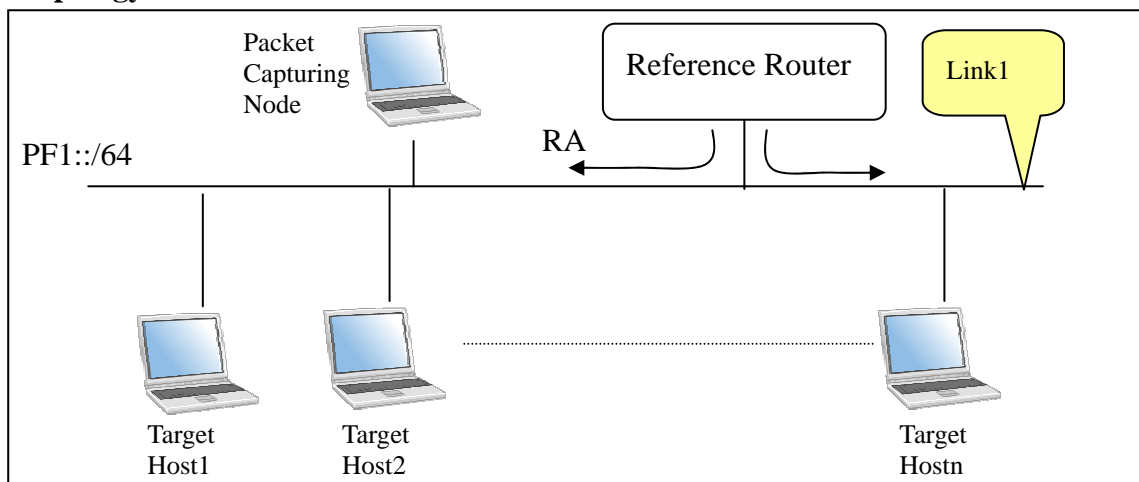 Packet
Capturing
Node
Reference Router
Link1
PF1::/64
RA
Target
Host1
Target
Host2
Target
Hostn